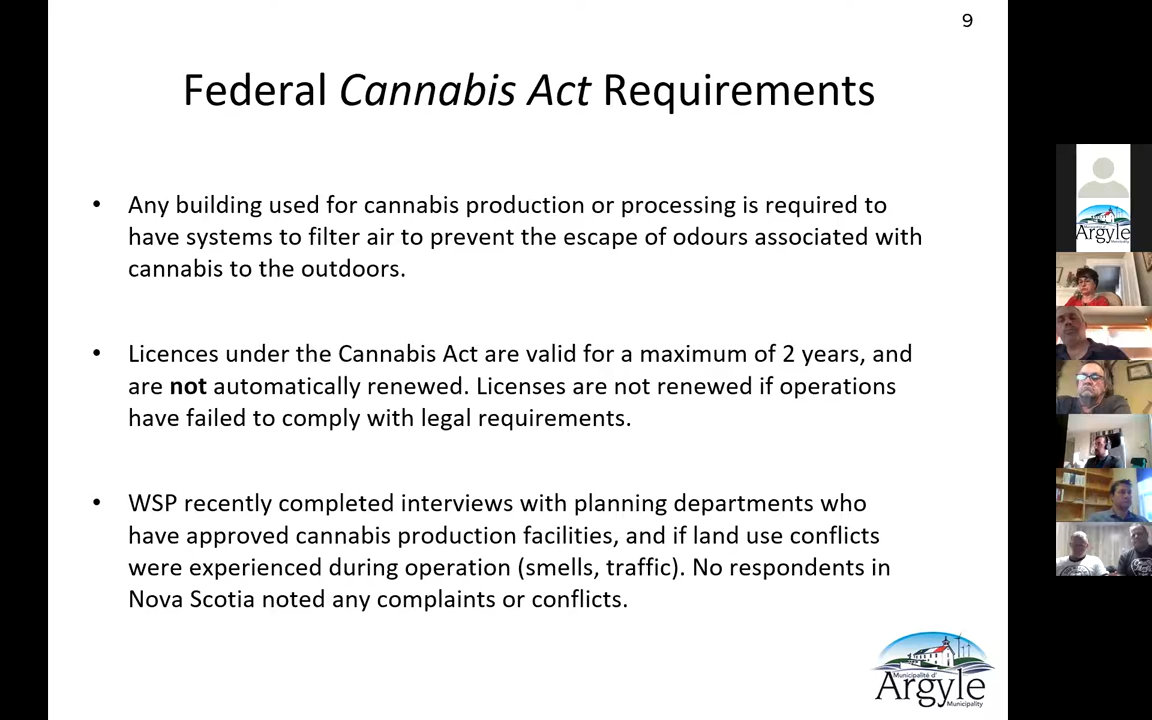 9
Federal Cannabis Act Requirements
• Any building used for cannabis production or processing is required to
have systems to filter air to prevent the escape of odours associated with
cannabis to the outdoors.
• Licences under the Cannabis Act are valid for a maximum of 2 years, and
are not automatically renewed. Licenses are not renewed if operations
have failed to comply with legal requirements.
• WSP recently completed interviews with planning departments who
have approved cannabis production facilities, and if land use conflicts
were experienced during operation (smells, traffic). No respondents in
Nova Scotia noted any complaints or conflicts.
Municipalité d'
Argyle
Municipality
Argyle